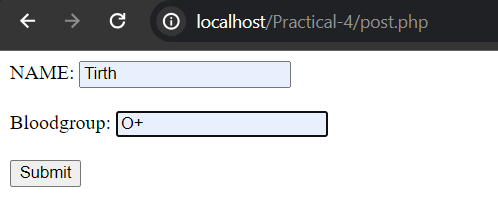 localhost/Practical-4/post.php
NAME: Tirth
Bloodgroup: O+
Submit